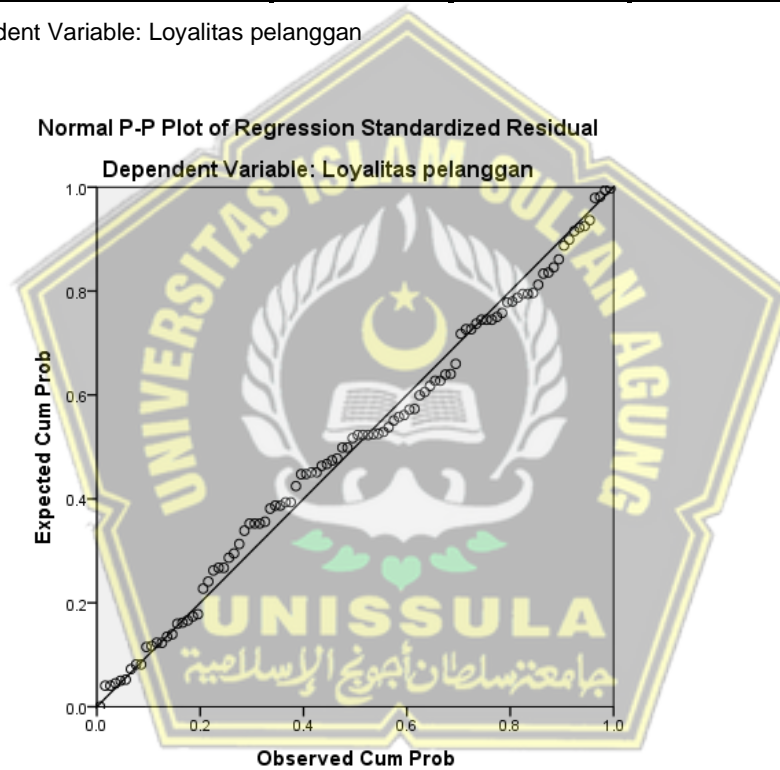 dent Variable: Loyalitas pelanggan
Normal P-P Plot of Regression Standardized Residual
Dependent Variable: Loyalitas pelanggan
UNIVERSITAS ISLAM SULTAN AGUNG
1.0
0.8
0.6
0.4
0.2
0.0
Expected Cum Prob
UNISSULA
جامعة سلطان أجونج الإسلامية
0.0 0.2 0.4 0.6 0.8 1.0
Observed Cum Prob